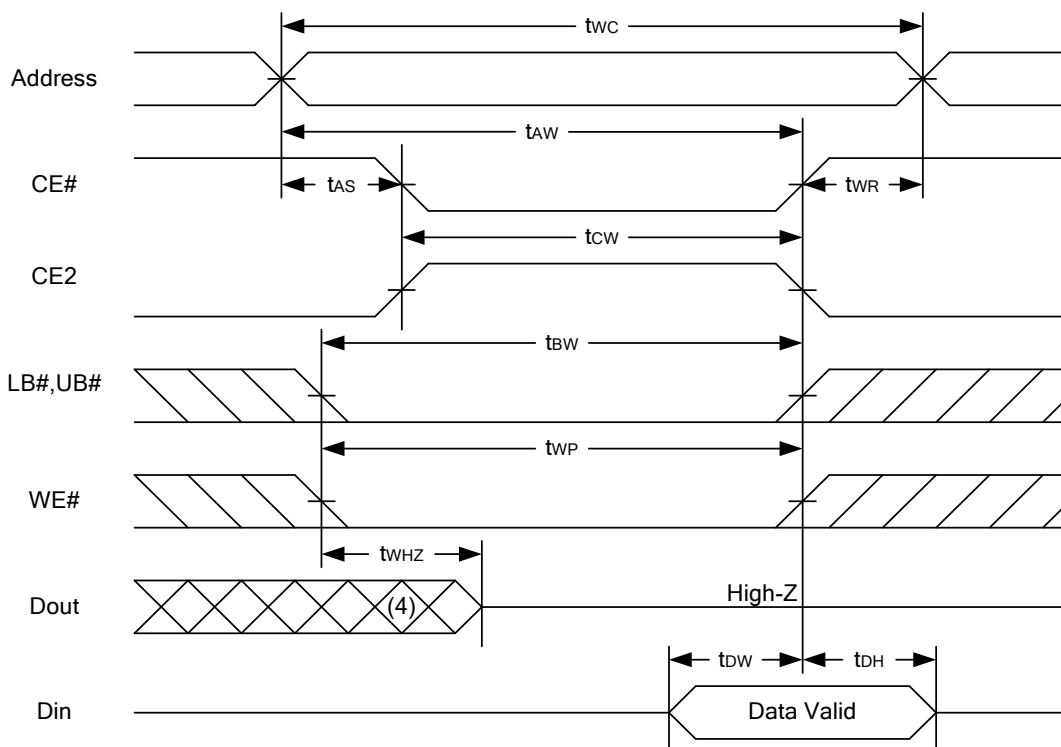 tWC
Address
tAW
CE#
tAS
tWR
tCW
CE2
tBW
LB#,UB#
tWP
WE#
tWHZ
Dout
(4)
High-Z
tDW
tDH
Din
Data Valid